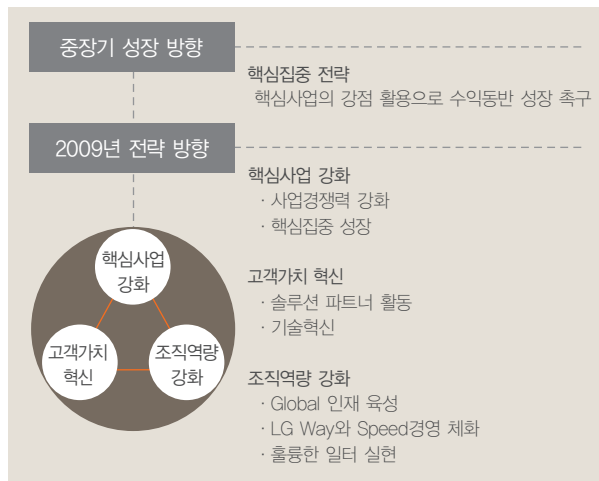 중장기 성장 방향
핵심집중 전략
핵심사업의 강점 활용으로 수익동반 성장 촉구
2009년 전략 방향
핵심사업 강화
· 사업경쟁력 강화
· 핵심집중 성장
고객가치 혁신
· 솔루션 파트너 활동
· 기술혁신
조직역량 강화
· Global 인재 육성
· LG Way와 Speed경영 체화
· 훌륭한 일터 실현
핵심사업
강화
고객가치
혁신
조직역량
강화